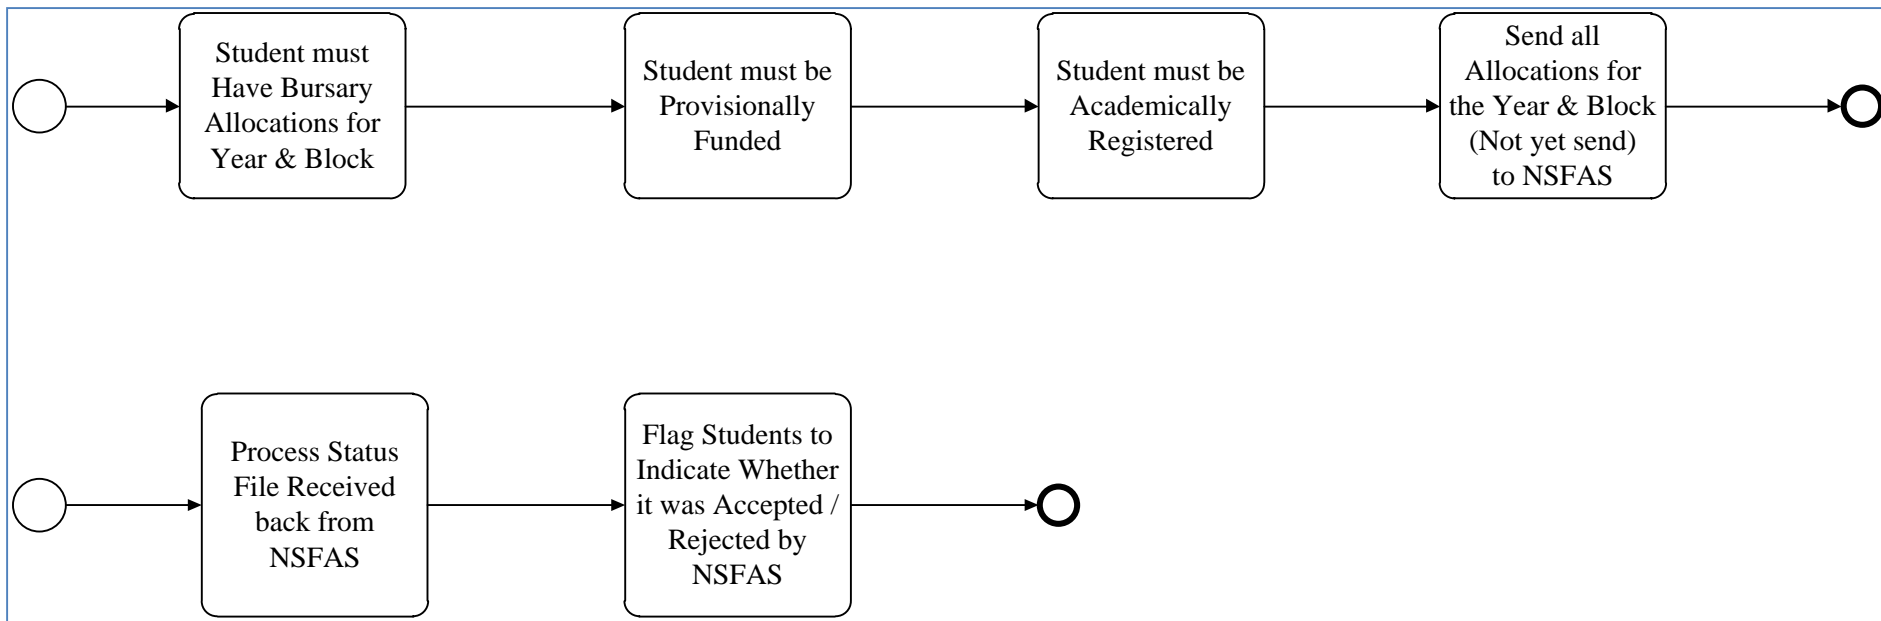 Student must
Have Bursary
Allocations for
Year & Block
Student must be
Provisionally
Funded
Student must be
Academically
Registered
Send all
Allocations for
the Year & Block
(Not yet send)
to NSFAS
Process Status
File Received
back from
NSFAS
Flag Students to
Indicate Whether
it was Accepted /
Rejected by
NSFAS